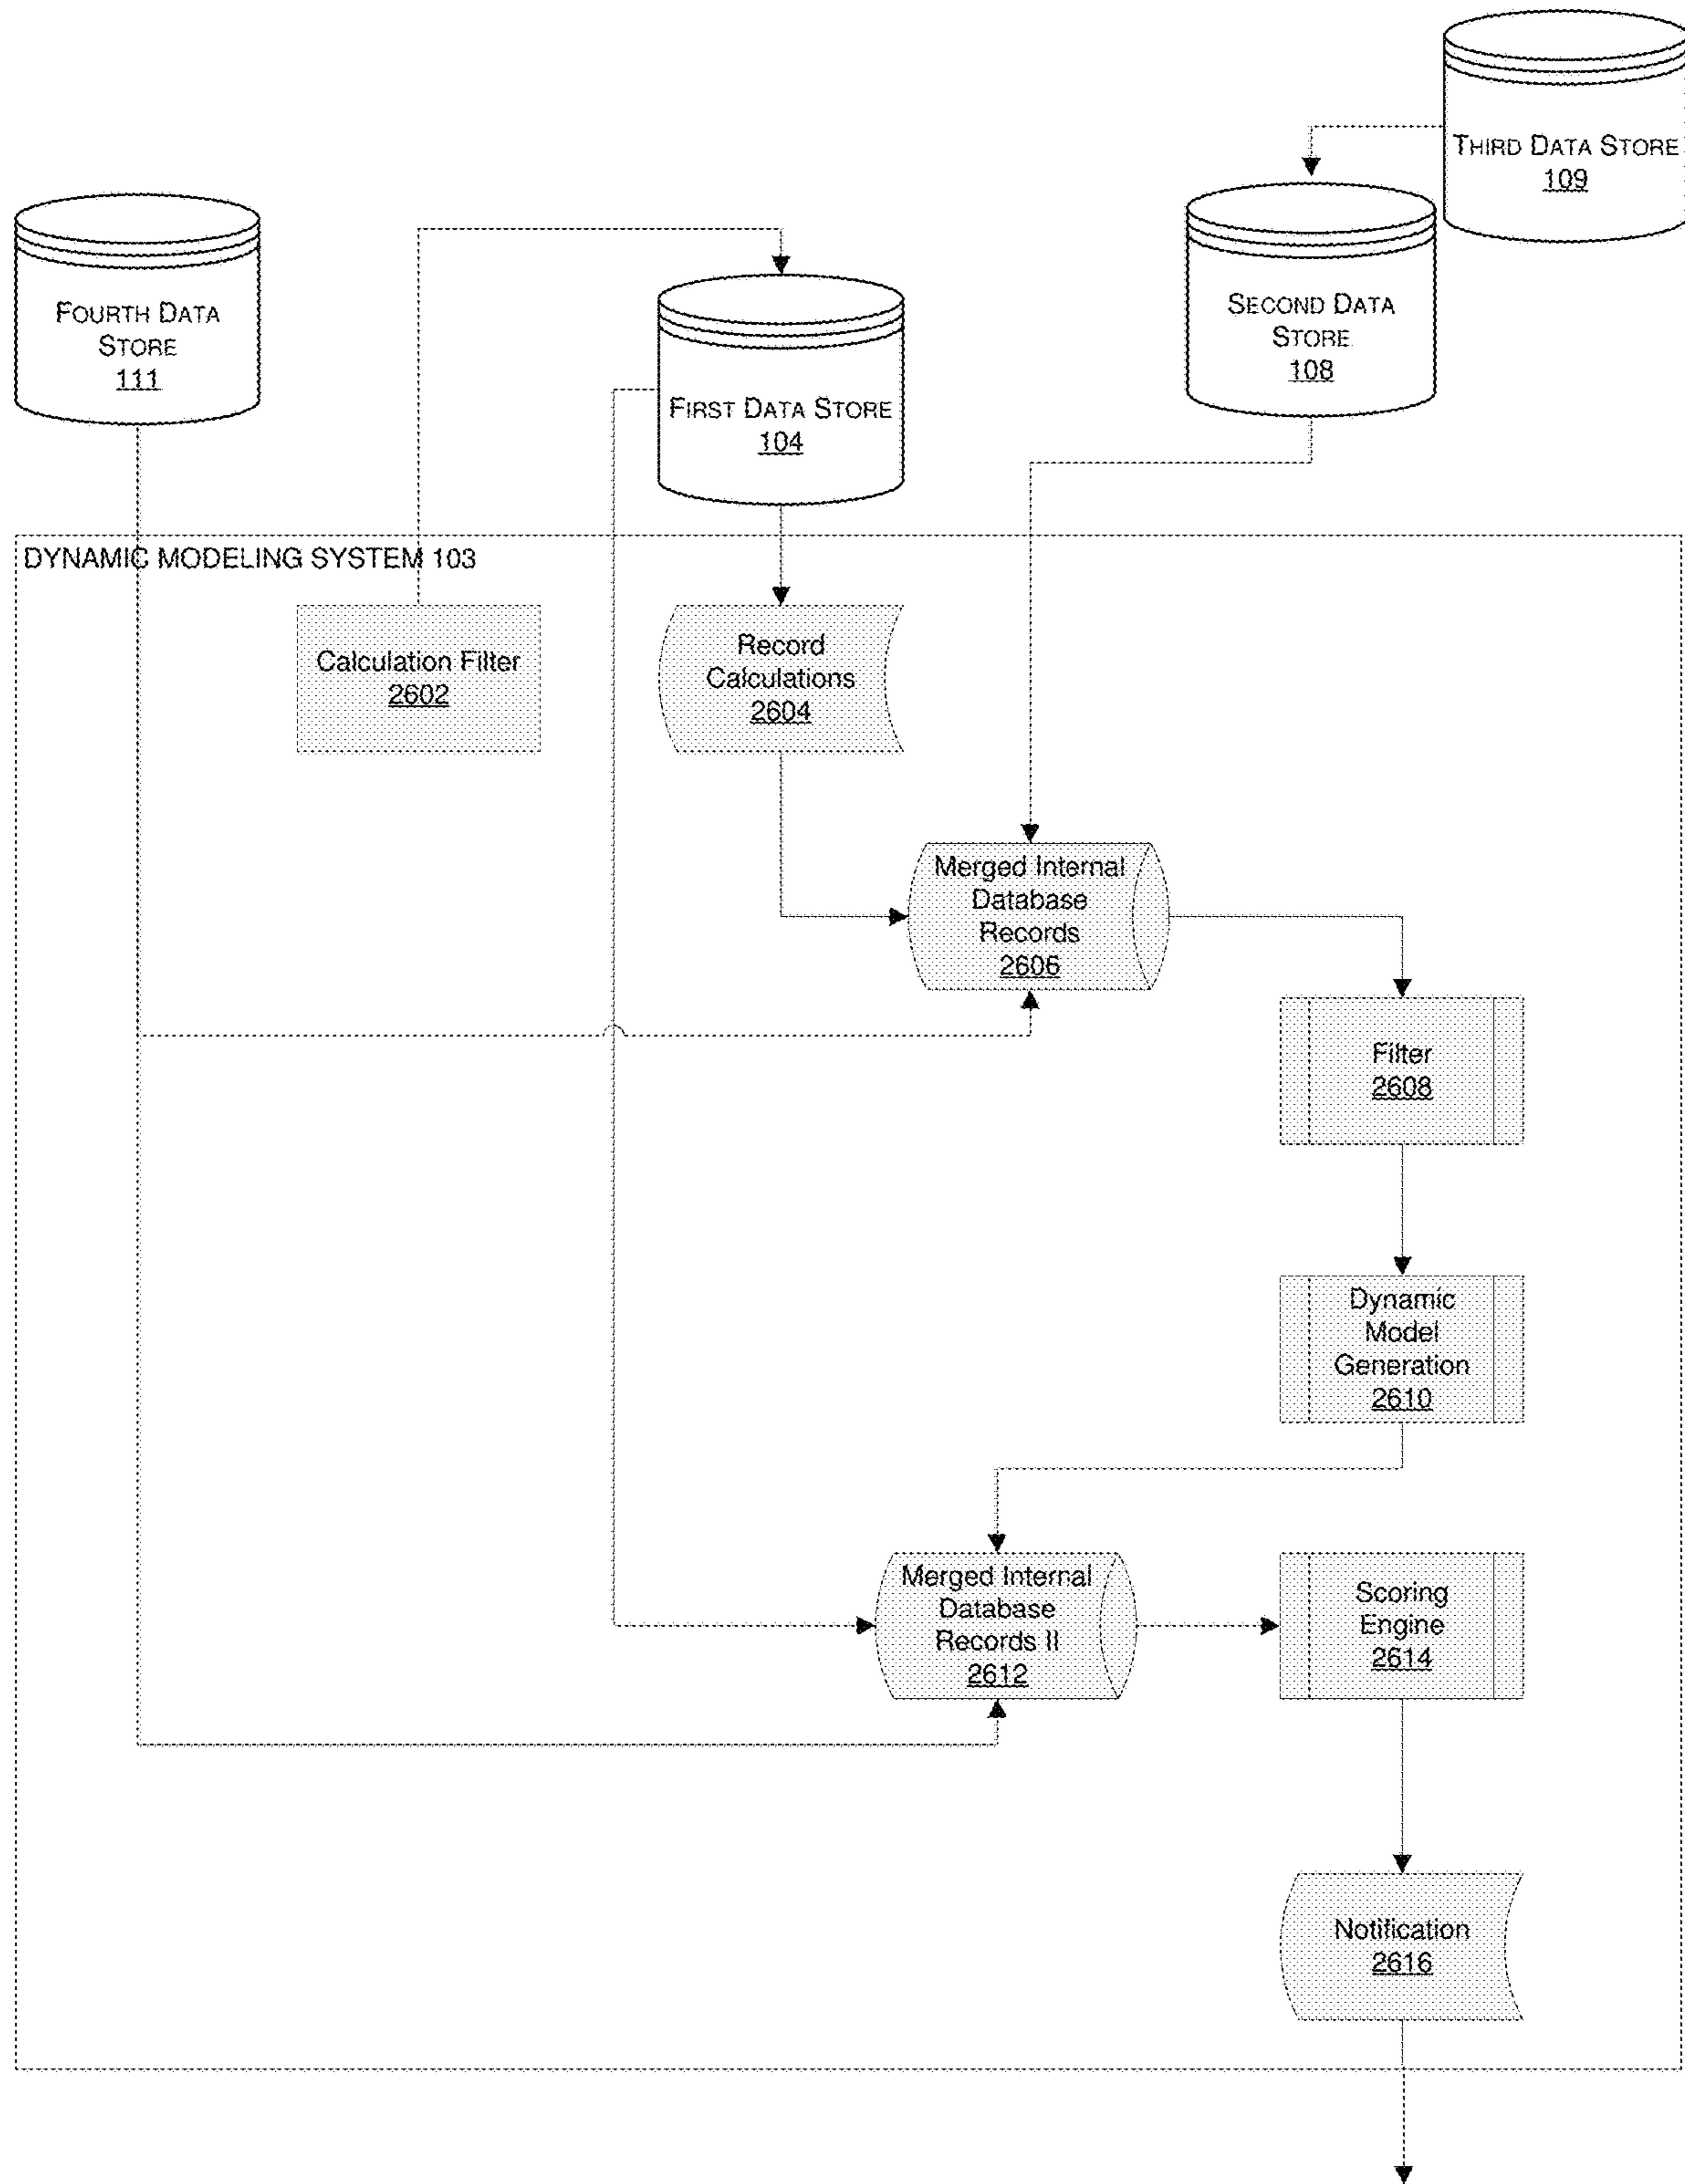 THIRD DATA STORE
109
FOURTH DATA
STORE
111
SECOND DATA
STORE
108
FIRST DATA STORE
104
DYNAMIC MODELING SYSTEM 103
Calculation Filter
2602
Record
Calculations
2604
Merged Internal
Database
Records
2606
Filter
2608
Dynamic
Model
Generation
2610
Merged Internal
Database
Records II
2612
Scoring
Engine
2614
Notification
2616